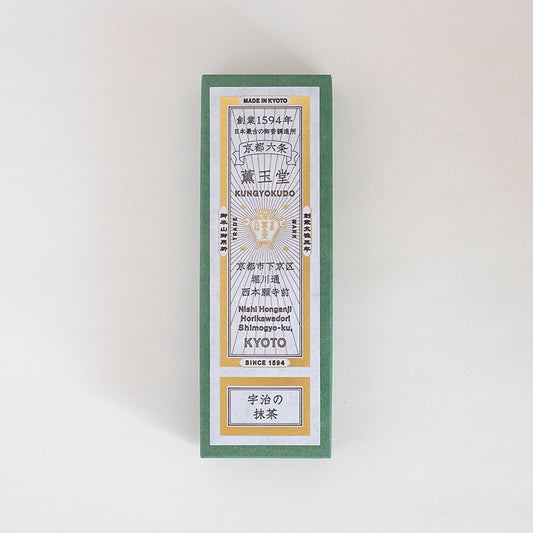 MADE IN KYOTO
創業1594年
日本最古の御香調進所
京都六条
薫玉堂
KUNGYOKUDO
TRADE
MARK
京都市下京区
堀川通
西本願寺前
Nishi Honganji
Horikawadori
Shimogyo-ku,
KYOTO
SINCE 1594
宇治の
抹茶